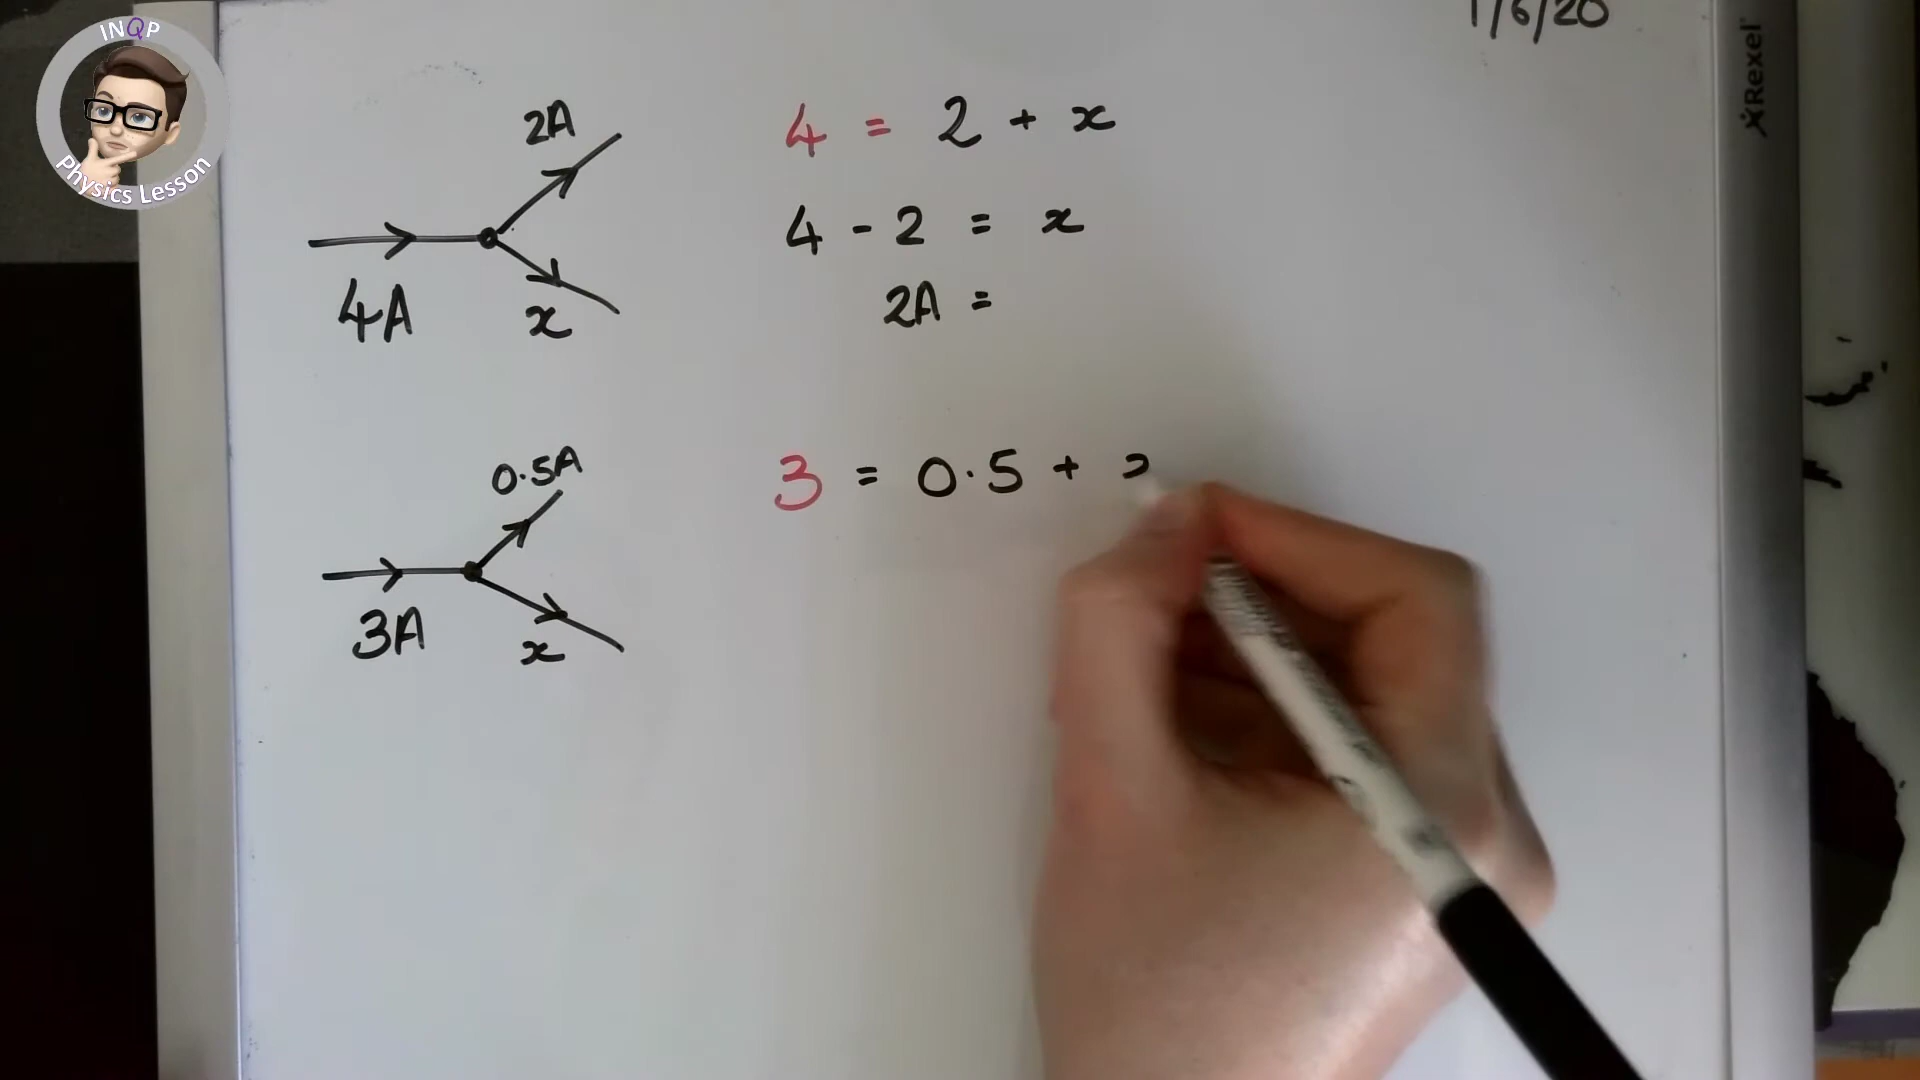 INQP
Physics Lesson
1/6/20
Rexel
2A
4A
x
4 = 2 + x
4 - 2 = x
2A =
0.5A
3A
x
3 = 0.5 +